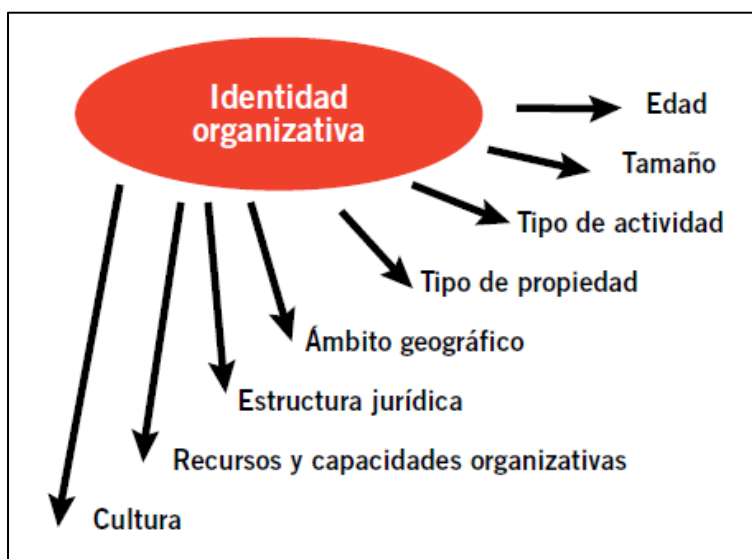 Identidad
organizativa
Edad
Tamaño
Tipo de actividad
Tipo de propiedad
Ámbito geográfico
Estructura jurídica
Recursos y capacidades organizativas
Cultura